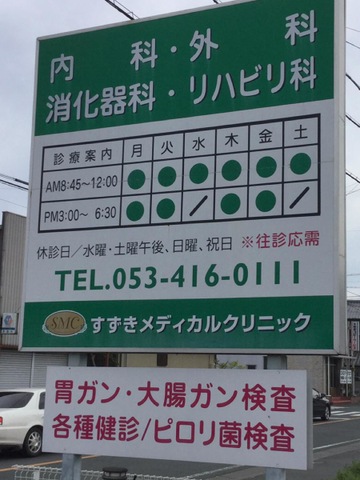 内科・外科
消化器科・リハビリ科
診療案内 月 火 水 木 金 土
AM8:45~12:00 ● ● ● ● ● ●
PM3:00~ 6:30 ● ● / ● ● /
休診日/水曜・土曜午後、日曜、祝日 ※往診応需
TEL.053-416-0111
SMC すずきメディカルクリニック
胃ガン・大腸ガン検査
各種健診/ピロリ菌検査